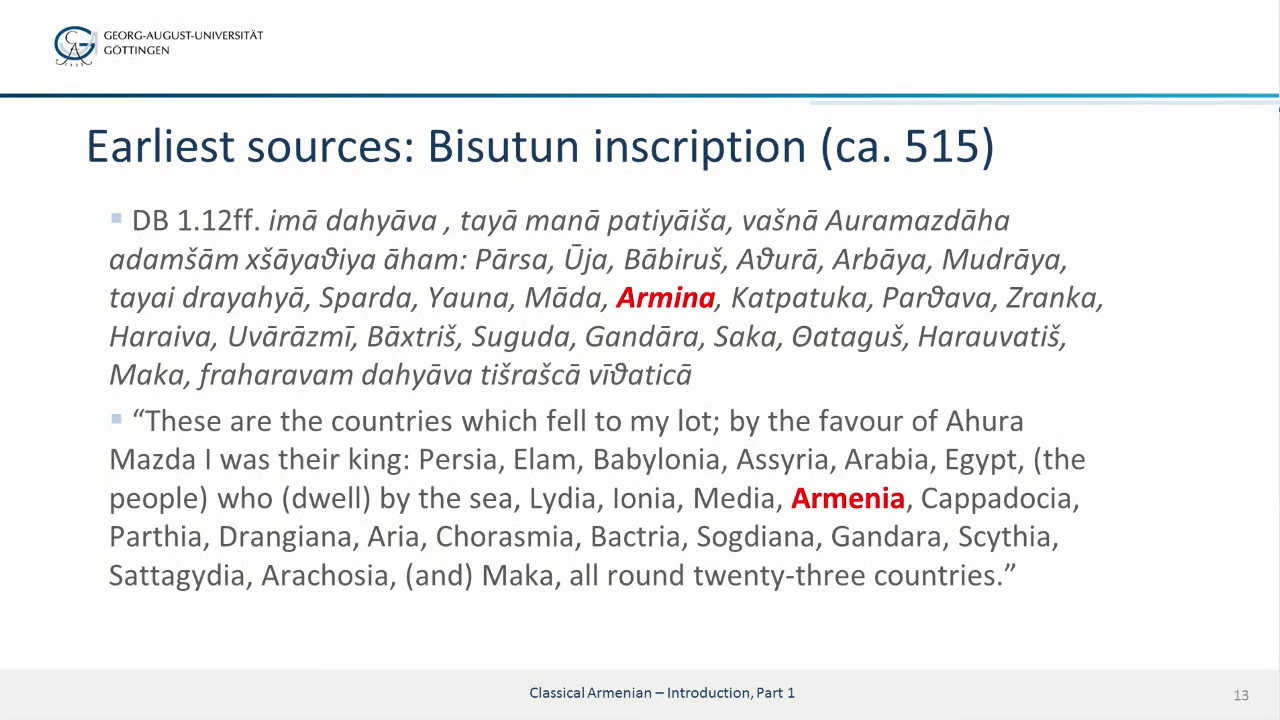 GEORG-AUGUST-UNIVERSITÄT
GÖTTINGEN
Earliest sources: Bisutun inscription (ca. 515)
DB 1.12ff. imā dahyāva , tayā manā patiyāiša, vašnā Auramazdāha
adamšām xšāyaϑiya āham: Pārsa, Ūja, Bābiruš, Aϑurā, Arbāya, Mudrāya,
tayai drayahyā, Sparda, Yauna, Māda, Armina, Katpatuka, Parϑava, Zranka,
Haraiva, Uvārāzmī, Bāxtriš, Suguda, Gandāra, Saka, Θataguš, Harauvatiš,
Maka, fraharavam dahyāva tišrašcā vīϑaticā
“These are the countries which fell to my lot; by the favour of Ahura
Mazda I was their king: Persia, Elam, Babylonia, Assyria, Arabia, Egypt, (the
people) who (dwell) by the sea, Lydia, Ionia, Media, Armenia, Cappadocia,
Parthia, Drangiana, Aria, Chorasmia, Bactria, Sogdiana, Gandara, Scythia,
Sattagydia, Arachosia, (and) Maka, all round twenty-three countries.”
Classical Armenian – Introduction, Part 1
13